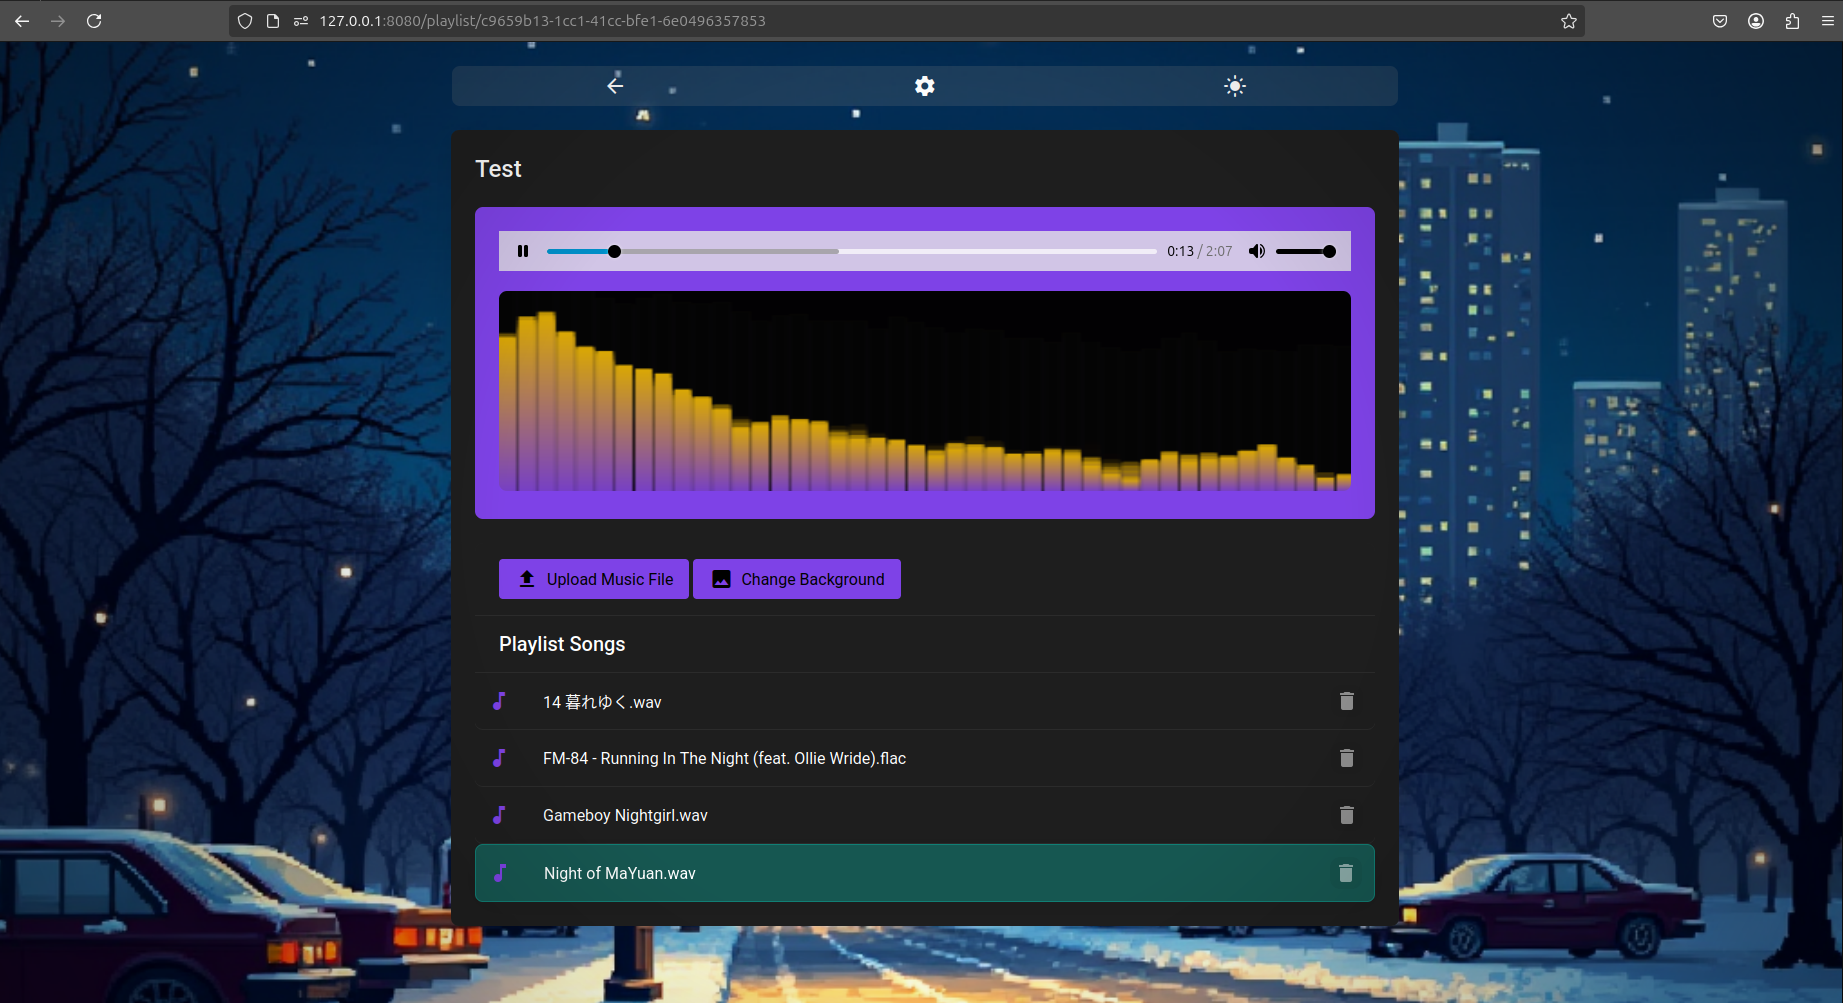 127.0.0.1:8080/playlist/c9659b13-1cc1-41cc-bfe1-6e0496357853
Test
0:13 / 2:07
Upload Music File
Change Background
Playlist Songs
14 暮れゆく.wav
FM-84 - Running In The Night (feat. Ollie Wride).flac
Gameboy Nightgirl.wav
Night of MaYuan.wav